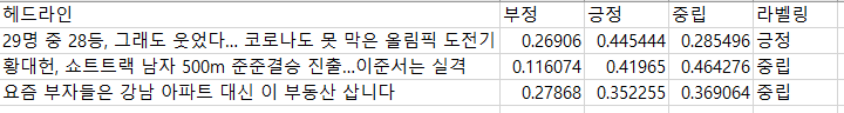 헤드라인 부정 긍정 중립 라벨링
29명 중 28등, 그래도 웃었다... 코로나도 못 막은 올림픽 도전기 0.26906 0.445444 0.285496 긍정
황대헌, 쇼트트랙 남자 500m 준준결승 진출...이준서는 실격 0.116074 0.41965 0.464276 중립
요즘 부자들은 강남 아파트 대신 이 부동산 삽니다 0.27868 0.352255 0.369064 중립